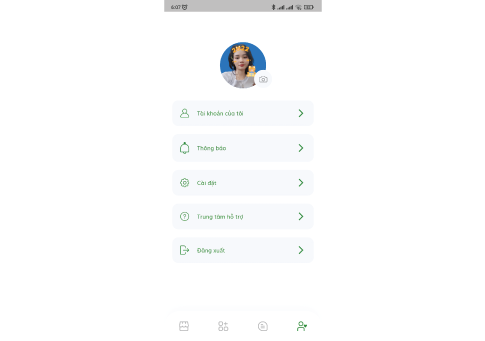 6:07
Tài khoản của tôi
Thông báo
Cài đặt
Trung tâm hỗ trợ
Đăng xuất